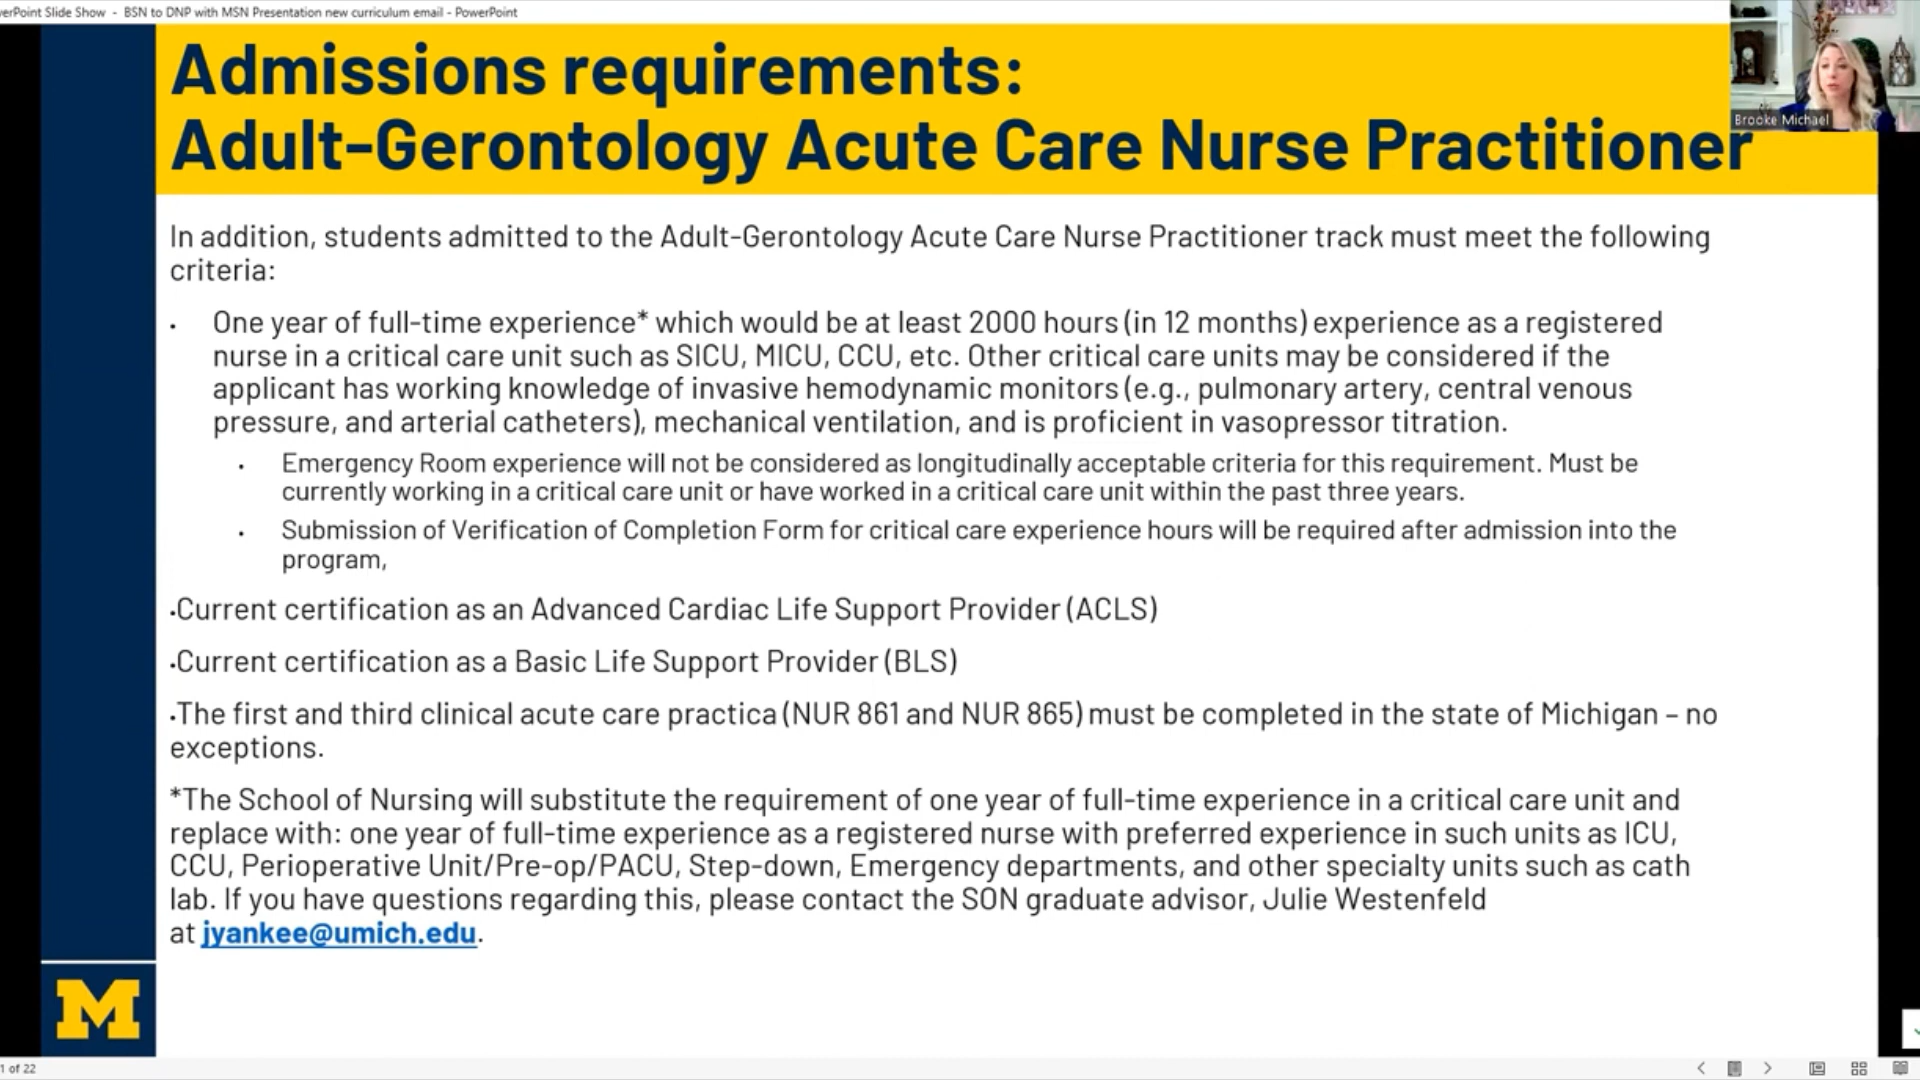 erPoint Slide Show - BSN to DNP with MSN Presentation new curriculum email - PowerPoint
Brooke Michael
Admissions requirements:
Adult-Gerontology Acute Care Nurse Practitioner
In addition, students admitted to the Adult-Gerontology Acute Care Nurse Practitioner track must meet the following
criteria:
• One year of full-time experience* which would be at least 2000 hours (in 12 months) experience as a registered
nurse in a critical care unit such as SICU, MICU, CCU, etc. Other critical care units may be considered if the
applicant has working knowledge of invasive hemodynamic monitors (e.g., pulmonary artery, central venous
pressure, and arterial catheters), mechanical ventilation, and is proficient in vasopressor titration.
• Emergency Room experience will not be considered as longitudinally acceptable criteria for this requirement. Must be
currently working in a critical care unit or have worked in a critical care unit within the past three years.
• Submission of Verification of Completion Form for critical care experience hours will be required after admission into the
program,
•Current certification as an Advanced Cardiac Life Support Provider (ACLS)
•Current certification as a Basic Life Support Provider (BLS)
•The first and third clinical acute care practica (NUR 861 and NUR 865) must be completed in the state of Michigan – no
exceptions.
*The School of Nursing will substitute the requirement of one year of full-time experience in a critical care unit and
replace with: one year of full-time experience as a registered nurse with preferred experience in such units as ICU,
CCU, Perioperative Unit/Pre-op/PACU, Step-down, Emergency departments, and other specialty units such as cath
lab. If you have questions regarding this, please contact the SON graduate advisor, Julie Westenfeld
at jyankee@umich.edu.
M
1 of 22